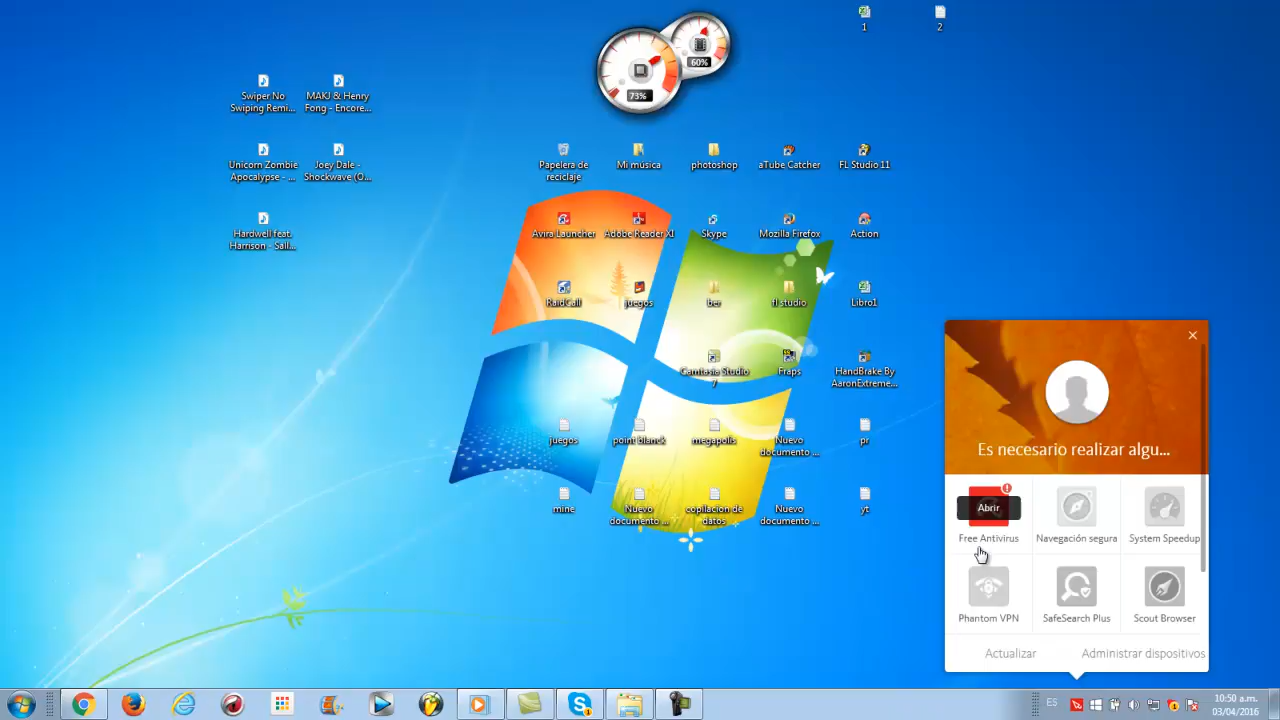 1
2
60%
73%
Swiper No
Swiping Remi...
MAKJ & Henry
Fong - Encore...
Unicorn Zombie
Apocalypse - ...
Joey Dale -
Shockwave (O...
Papelera de
reciclaje
Mi música
photoshop
aTube Catcher
FL Studio 11
Hardwell feat.
Harrison - Sall...
Avira Launcher
Adobe Reader XI
Skype
Mozilla Firefox
Action
RaidCall
juegos
ber
fl studio
Libro1
Camtasia Studio
7
Fraps
HandBrake By
AaronExtreme...
juegos
point blanck
megapolis
Nuevo
documento ...
pr
mine
Nuevo
documento ...
copilacion de
datos
Nuevo
documento ...
yt
Es necesario realizar algu...
Abrir
Free Antivirus
Navegación segura
System Speedup
Phantom VPN
SafeSearch Plus
Scout Browser
Actualizar
Administrar dispositivos
ES
10:50 a.m.
03/04/2016